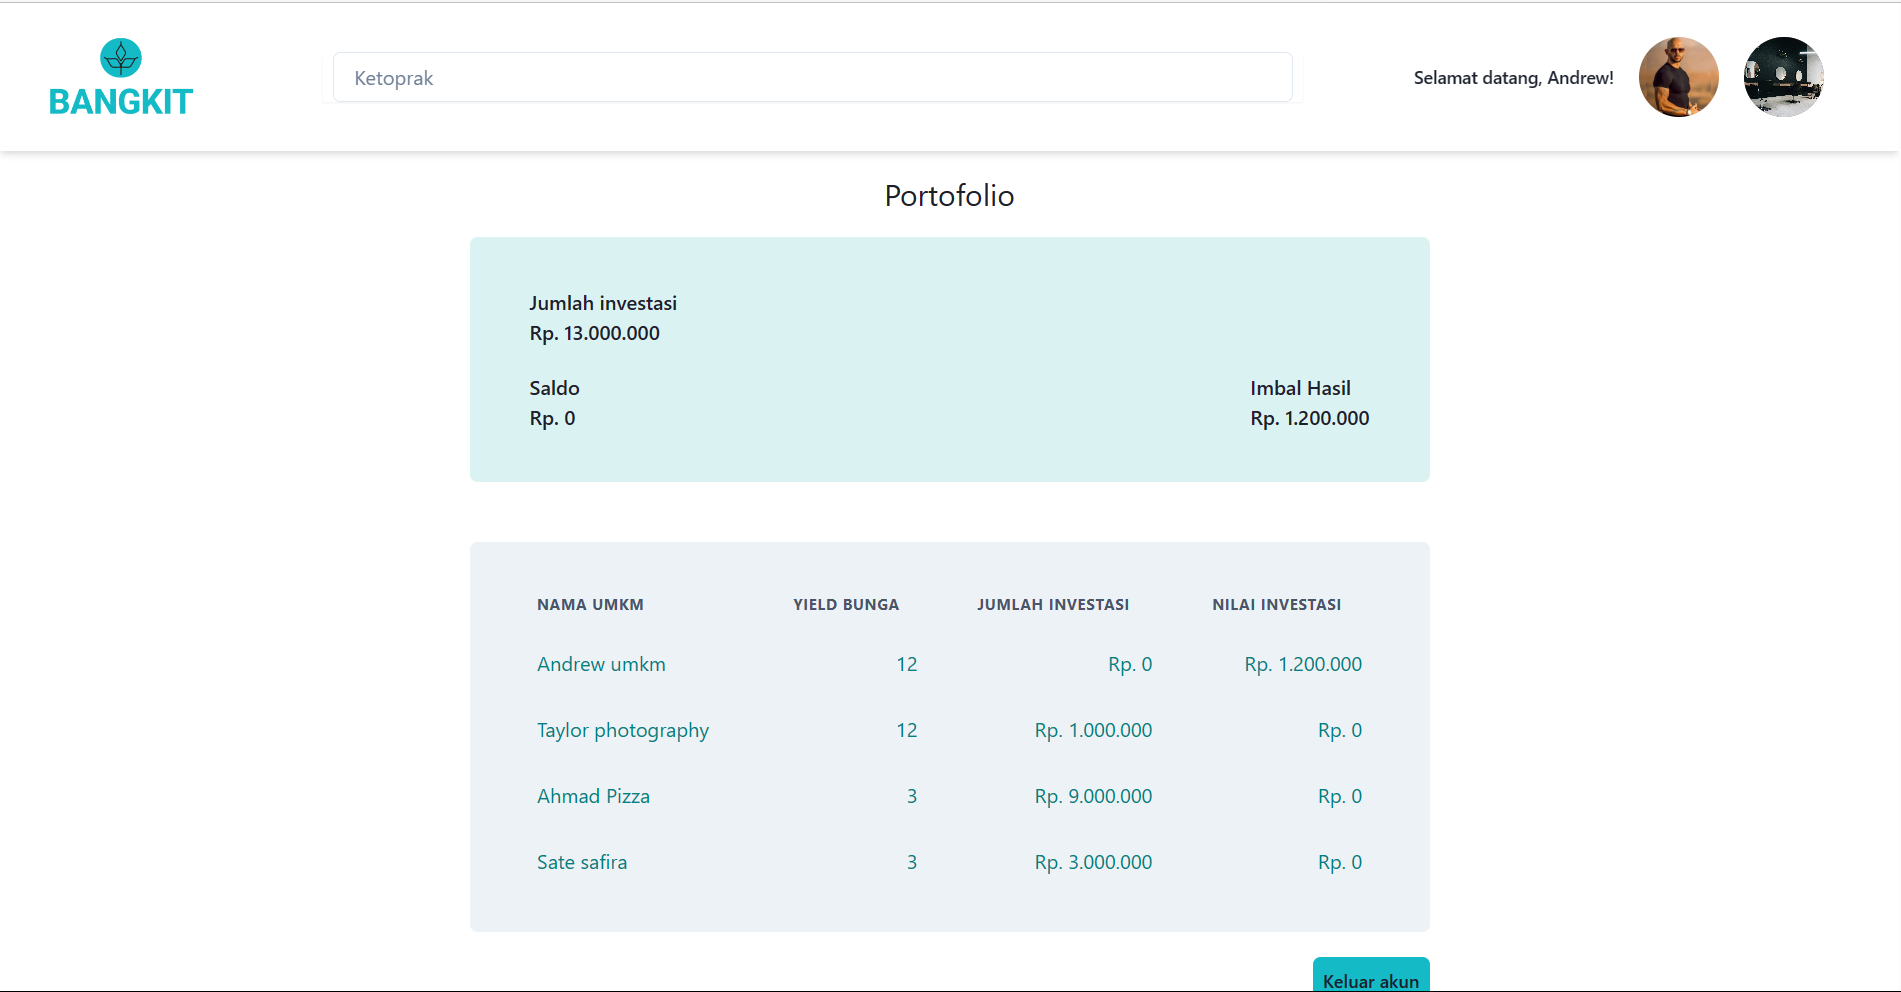 BANGKIT
Ketoprak
Selamat datang, Andrew!
Portofolio
Jumlah investasi
Rp. 13.000.000
Saldo
Rp. 0
Imbal Hasil
Rp. 1.200.000
NAMA UMKM YIELD BUNGA JUMLAH INVESTASI NILAI INVESTASI
Andrew umkm 12 Rp. 0 Rp. 1.200.000
Taylor photography 12 Rp. 1.000.000 Rp. 0
Ahmad Pizza 3 Rp. 9.000.000 Rp. 0
Sate safira 3 Rp. 3.000.000 Rp. 0
Keluar akun